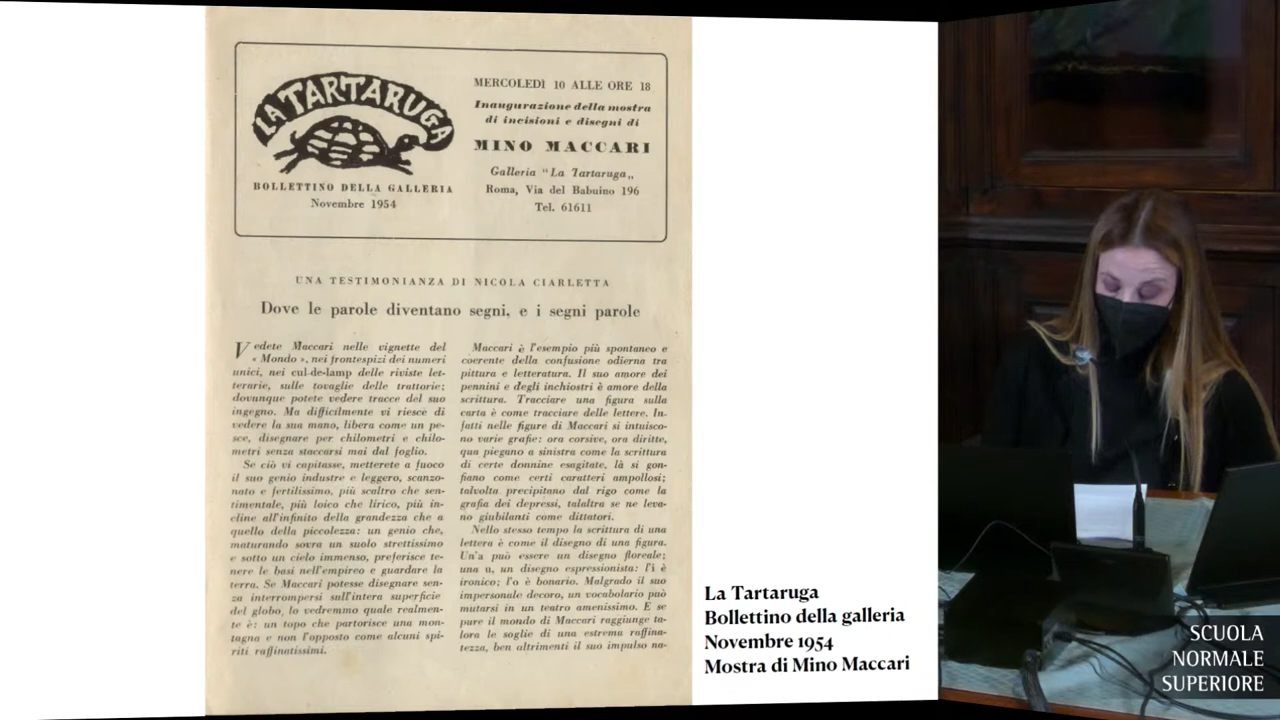 LA TARTARUGA
BOLLETTINO DELLA GALLERIA
Novembre 1954
MERCOLEDÌ 10 ALLE ORE 18
Inaugurazione della mostra
di incisioni e disegni di
MINO MACCARI
Galleria "La Tartaruga„
Roma, Via del Babuino 196
Tel. 61611
UNA TESTIMONIANZA DI NICOLA CIARLETTA
Dove le parole diventano segni, e i segni parole
Vedete Maccari nelle vignette del
« Mondo », nei frontespizi dei numeri
unici, nei cul-de-lamp delle riviste let-
terarie, sulle tovaglie delle trattorie;
dovunque potete vedere tracce del suo
ingegno. Ma difficilmente vi riesce di
vedere la sua mano, libera come un pe-
sce, disegnare per chilometri e chilo-
metri senza staccarsi mai dal foglio.
Se ciò vi capitasse, metterete a fuoco
il suo genio industre e leggero, scanzo-
nato e fertilissimo, più scaltro che sen-
timentale, più loico che lirico, più in-
cline all'infinito della grandezza che a
quello della piccolezza: un genio che,
maturando sovra un suolo strettissimo
e sotto un cielo immenso, preferisce te-
nere le basi nell'empireo e guardare la
terra. Se Maccari potesse disegnare sen-
za interrompersi sull'intera superficie
del globo, lo vedremmo quale realmen-
te è: un topo che partorisce una mon-
tagna e non l'opposto come alcuni spi-
riti raffinatissimi.
Maccari è l'esempio più spontaneo e
coerente della confusione odierna tra
pittura e letteratura. Il suo amore dei
pennini e degli inchiostri è amore della
scrittura. Tracciare una figura sulla
carta è come tracciare delle lettere. In-
fatti nelle figure di Maccari si intuisco-
no varie grafie: ora corsive, ora diritte,
qua piegano a sinistra come la scrittura
di certe donnine esagitate, là si gon-
fiano come certi caratteri ampollosi;
talvolta precipitano dal rigo come la
grafia dei depressi, talaltra se ne leva-
no giubilanti come dittatori.
Nello stesso tempo la scrittura di una
lettera è come il disegno di una figura.
Un'a può essere un disegno floreale;
una u, un disegno espressionista: l'i è
ironico; l'o è bonario. Malgrado il suo
impersonale decoro, un vocabolario può
mutarsi in un teatro amenissimo. E se
pure il mondo di Maccari raggiunge ta-
lora le soglie di una estrema raffina-
tezza, ben altrimenti il suo impulso na-
La Tartaruga
Bollettino della galleria
Novembre 1954
Mostra di Mino Maccari
SCUOLA
NORMALE
SUPERIORE